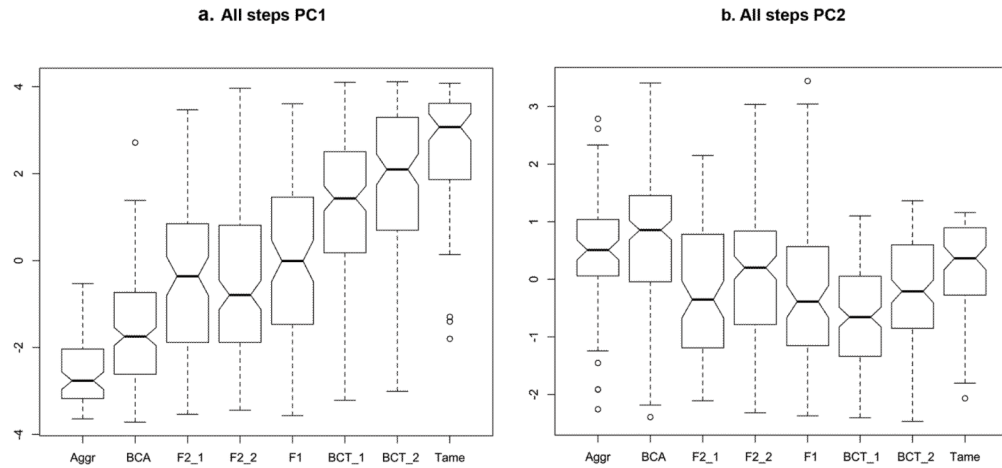 a. All steps PC1
4
2
0
-2
-4
Aggr BCA F2_1 F2_2 F1 BCT_1 BCT_2 Tame
b. All steps PC2
3
2
1
0
-1
-2
Aggr BCA F2_1 F2_2 F1 BCT_1 BCT_2 Tame